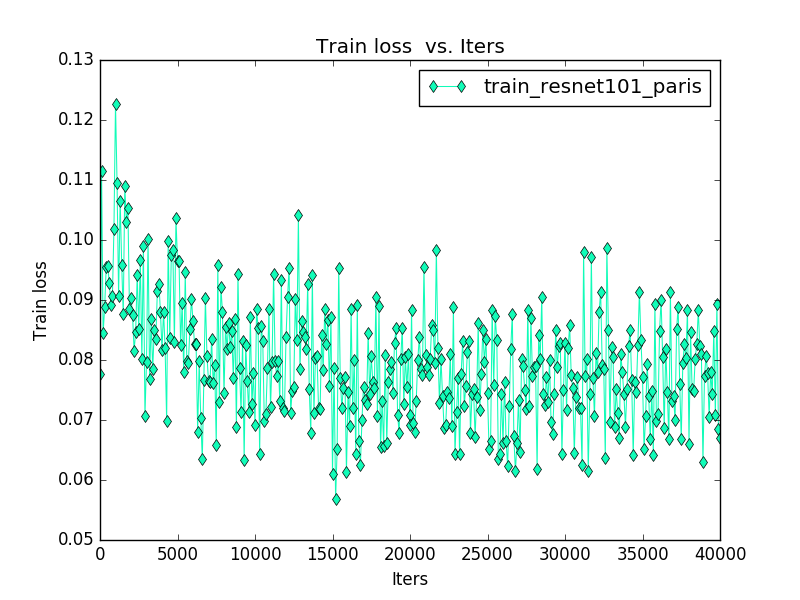 Train loss  vs. Iters
train_resnet101_paris
0.13
0.12
0.11
0.10
0.09
0.08
0.07
0.06
0.05
Train loss
0 5000 10000 15000 20000 25000 30000 35000 40000
Iters